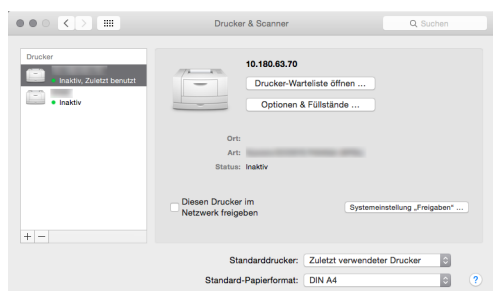 Drucker & Scanner
Suchen
Drucker
Inaktiv, Zuletzt benutzt
Inaktiv
10.180.63.70
Drucker-Warteliste öffnen ...
Optionen & Füllstände ...
Ort:
Art:
Status: Inaktiv
Diesen Drucker im
Netzwerk freigeben
Systemeinstellung „Freigaben“ ...
Standarddrucker: Zuletzt verwendeter Drucker
Standard-Papierformat: DIN A4
?